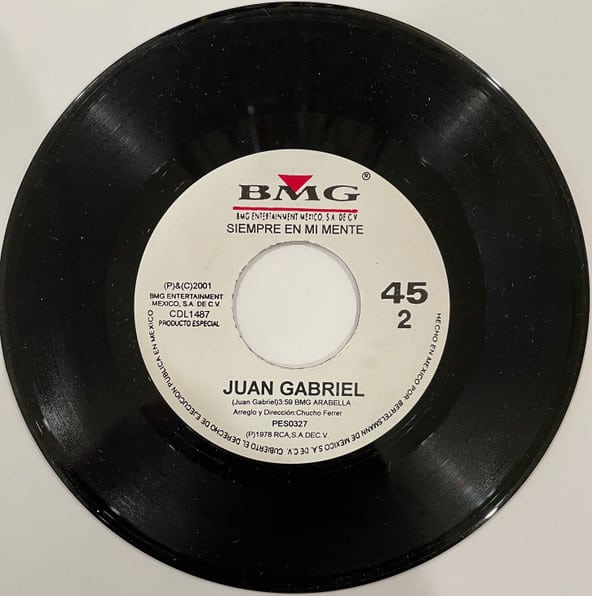 BMG®
BMG ENTERTAINMENT MEXICO, S.A. DE C.V.
SIEMPRE EN MI MENTE
(P)&(C)2001
BMG ENTERTAINMENT
MEXICO, S.A. DE C.V.
CDL1487
PRODUCTO ESPECIAL
45
2
JUAN GABRIEL
(Juan Gabriel)3:59 BMG ARABELLA
Arreglo y Dirección:Chucho Ferrer
PES0327
(P)1978 RCA,S.A.DEC.V.
HECHO EN MEXICO POR BERTELSMANN DE MEXICO S.A. DE C.V. CUBIERTO EL DERECHO DE EJECUCION PUBLICA EN MEXICO